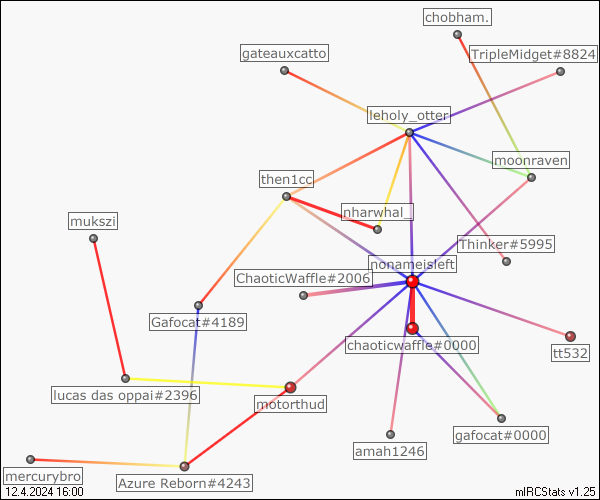 chobham.
gateauxcatto
TripleMidget#8824
leholy_otter
moonraven
then1cc
nharwhal_
mukszi
Thinker#5995
nonameisleft
ChaoticWaffle#2006
Gafocat#4189
chaoticwaffle#0000
tt532
lucas das oppai#2396
motorthud
gafocat#0000
amah1246
mercurybro
Azure Reborn#4243
12.4.2024 16:00
mIRCStats v1.25